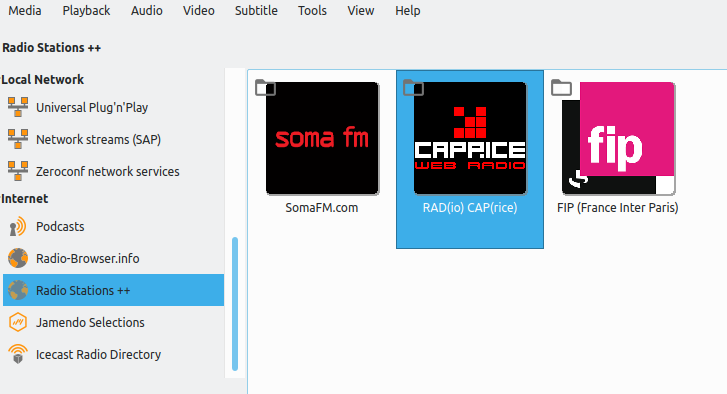 Media Playback Audio Video Subtitle Tools View Help
Radio Stations ++
Local Network
Universal Plug'n'Play
Network streams (SAP)
Zeroconf network services
Internet
Podcasts
Radio-Browser.info
Radio Stations ++
Jamendo Selections
Icecast Radio Directory
soma fm
SomaFM.com
CAPRICE
WEB RADIO
RAD(io) CAP(rice)
fip
FIP (France Inter Paris)